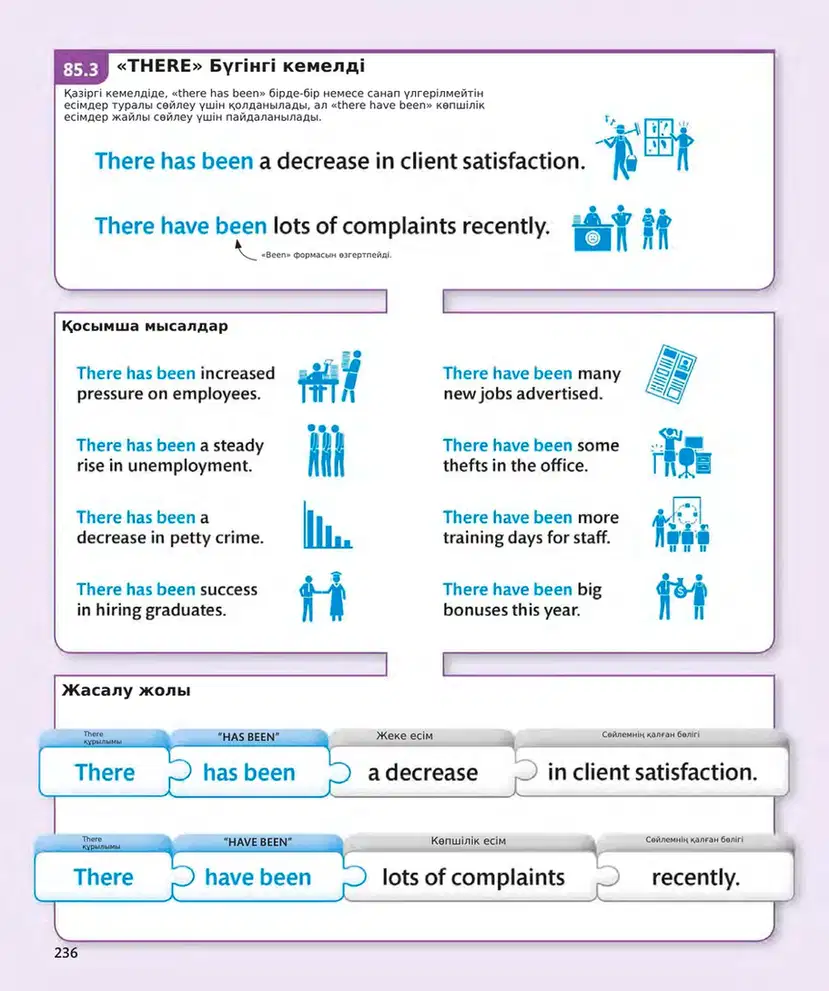 85.3 «THERE» Бүгінгі кемелді
Қазіргі кемелдіде, «there has been» бірде-бір немесе санап үлгерілмейтін
есімдер туралы сөйлеу үшін қолданылады, ал «there have been» көпшілік
есімдер жайлы сөйлеу үшін пайдаланылады.
There has been a decrease in client satisfaction.
There have been lots of complaints recently.
«Been» формасын өзгертпейді.
Қосымша мысалдар
There has been increased
pressure on employees.
There has been a steady
rise in unemployment.
There has been a
decrease in petty crime.
There has been success
in hiring graduates.
There have been many
new jobs advertised.
There have been some
thefts in the office.
There have been more
training days for staff.
There have been big
bonuses this year.
Жасалу жолы
There
құрылымы
"HAS BEEN"
Жеке есім
Сөйлемнің қалған бөлігі
There has been a decrease in client satisfaction.
There
құрылымы
"HAVE BEEN"
Көпшілік есім
Сөйлемнің қалған бөлігі
There have been lots of complaints recently.
236